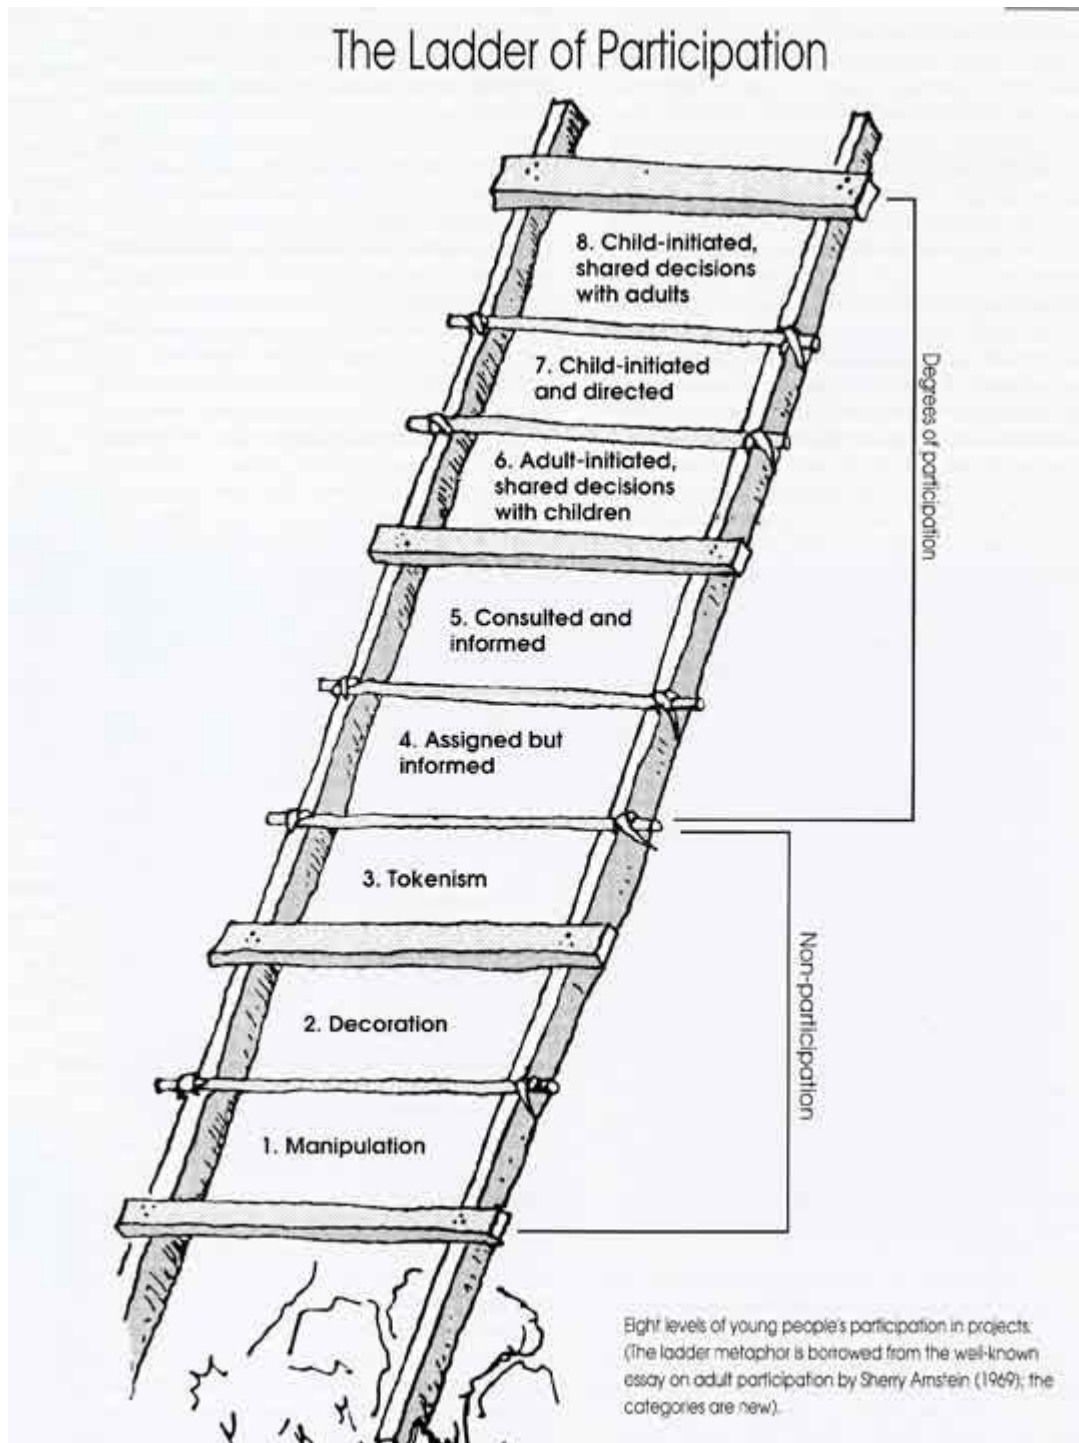 The Ladder of Participation
8. Child-initiated,
shared decisions
with adults
7. Child-initiated
and directed
6. Adult-initiated,
shared decisions
with children
5. Consulted and
informed
4. Assigned but
informed
3. Tokenism
2. Decoration
1. Manipulation
Degrees of participation
Non-participation
Eight levels of young people's participation in projects.
(The ladder metaphor is borrowed from the well-known
essay on adult participation by Sherry Arnstein (1969); the
categories are new).